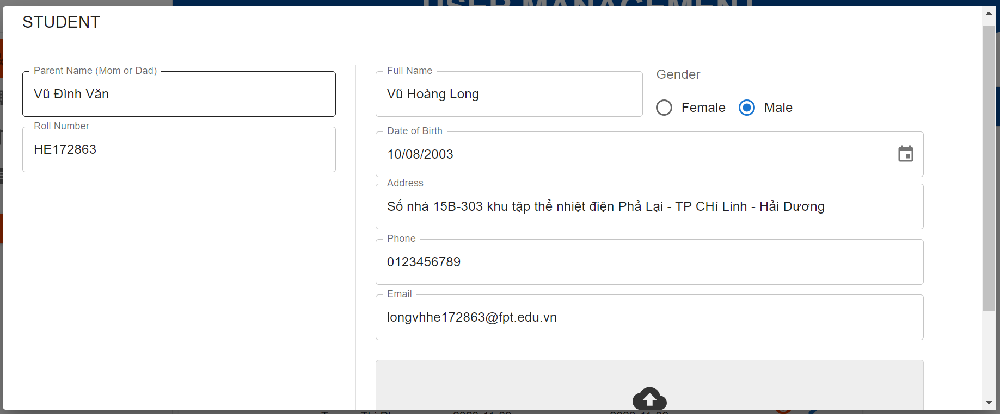 USER MANAGEMENT
STUDENT
Parent Name (Mom or Dad)
Vũ Đình Văn
Roll Number
HE172863
Full Name
Vũ Hoàng Long
Gender
Female
Male
Date of Birth
10/08/2003
Address
Số nhà 15B-303 khu tập thể nhiệt điện Phả Lại - TP CHí Linh - Hải Dương
Phone
0123456789
Email
longvhhe172863@fpt.edu.vn